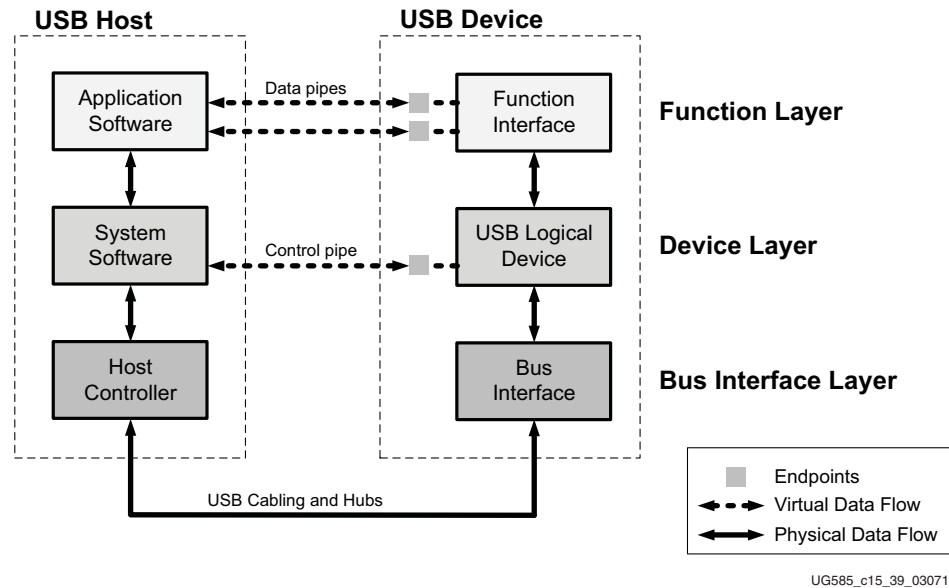 USB Host
USB Device
Application
Software
Data pipes
Function
Interface
Function Layer
System
Software
Control pipe
USB Logical
Device
Device Layer
Host
Controller
Bus
Interface
Bus Interface Layer
USB Cabling and Hubs
Endpoints
Virtual Data Flow
Physical Data Flow
UG585_c15_39_03071